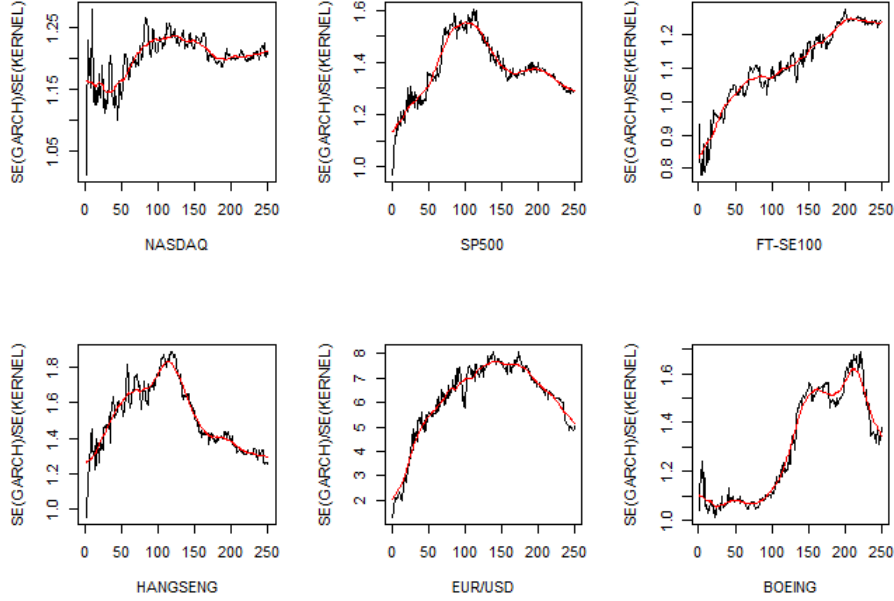 SE(GARCH)/SE(KERNEL)
1.05 1.15 1.25
0 50 100 150 200 250
NASDAQ
SE(GARCH)/SE(KERNEL)
1.0 1.2 1.4 1.6
0 50 100 150 200 250
SP500
SE(GARCH)/SE(KERNEL)
0.8 0.9 1.0 1.1 1.2
0 50 100 150 200 250
FT-SE100
SE(GARCH)/SE(KERNEL)
1.0 1.2 1.4 1.6 1.8
0 50 100 150 200 250
HANGSENG
SE(GARCH)/SE(KERNEL)
2 3 4 5 6 7 8
0 50 100 150 200 250
EUR/USD
SE(GARCH)/SE(KERNEL)
1.0 1.2 1.4 1.6
0 50 100 150 200 250
BOEING